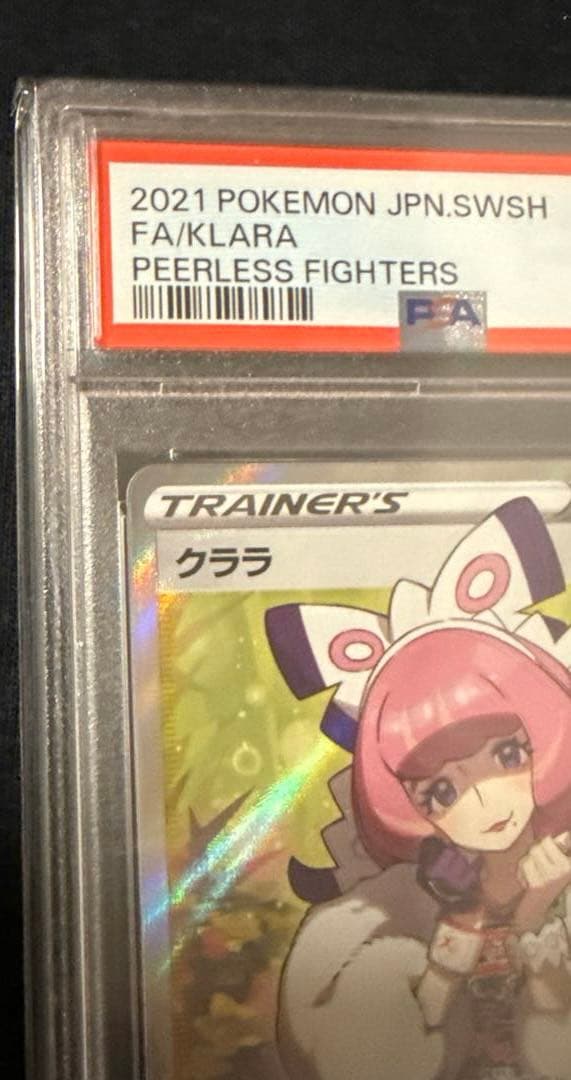 2021 POKEMON JPN.SWSH
FA/KLARA
PEERLESS FIGHTERS
PSA
TRAINER'S
クララ